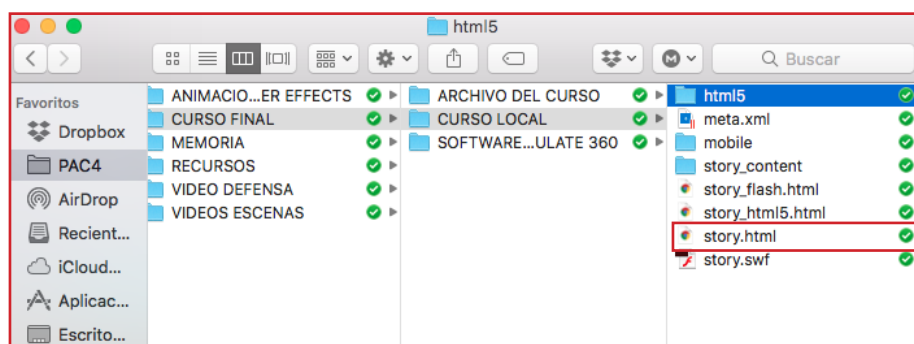 html5
Buscar
Favoritos
Dropbox
PAC4
AirDrop
Recient...
iCloud...
Aplicac...
Escrito...
ANIMACIO...ER EFFECTS
CURSO FINAL
MEMORIA
RECURSOS
VIDEO DEFENSA
VIDEOS ESCENAS
ARCHIVO DEL CURSO
CURSO LOCAL
SOFTWARE...ULATE 360
html5
meta.xml
mobile
story_content
story_flash.html
story_html5.html
story.html
story.swf